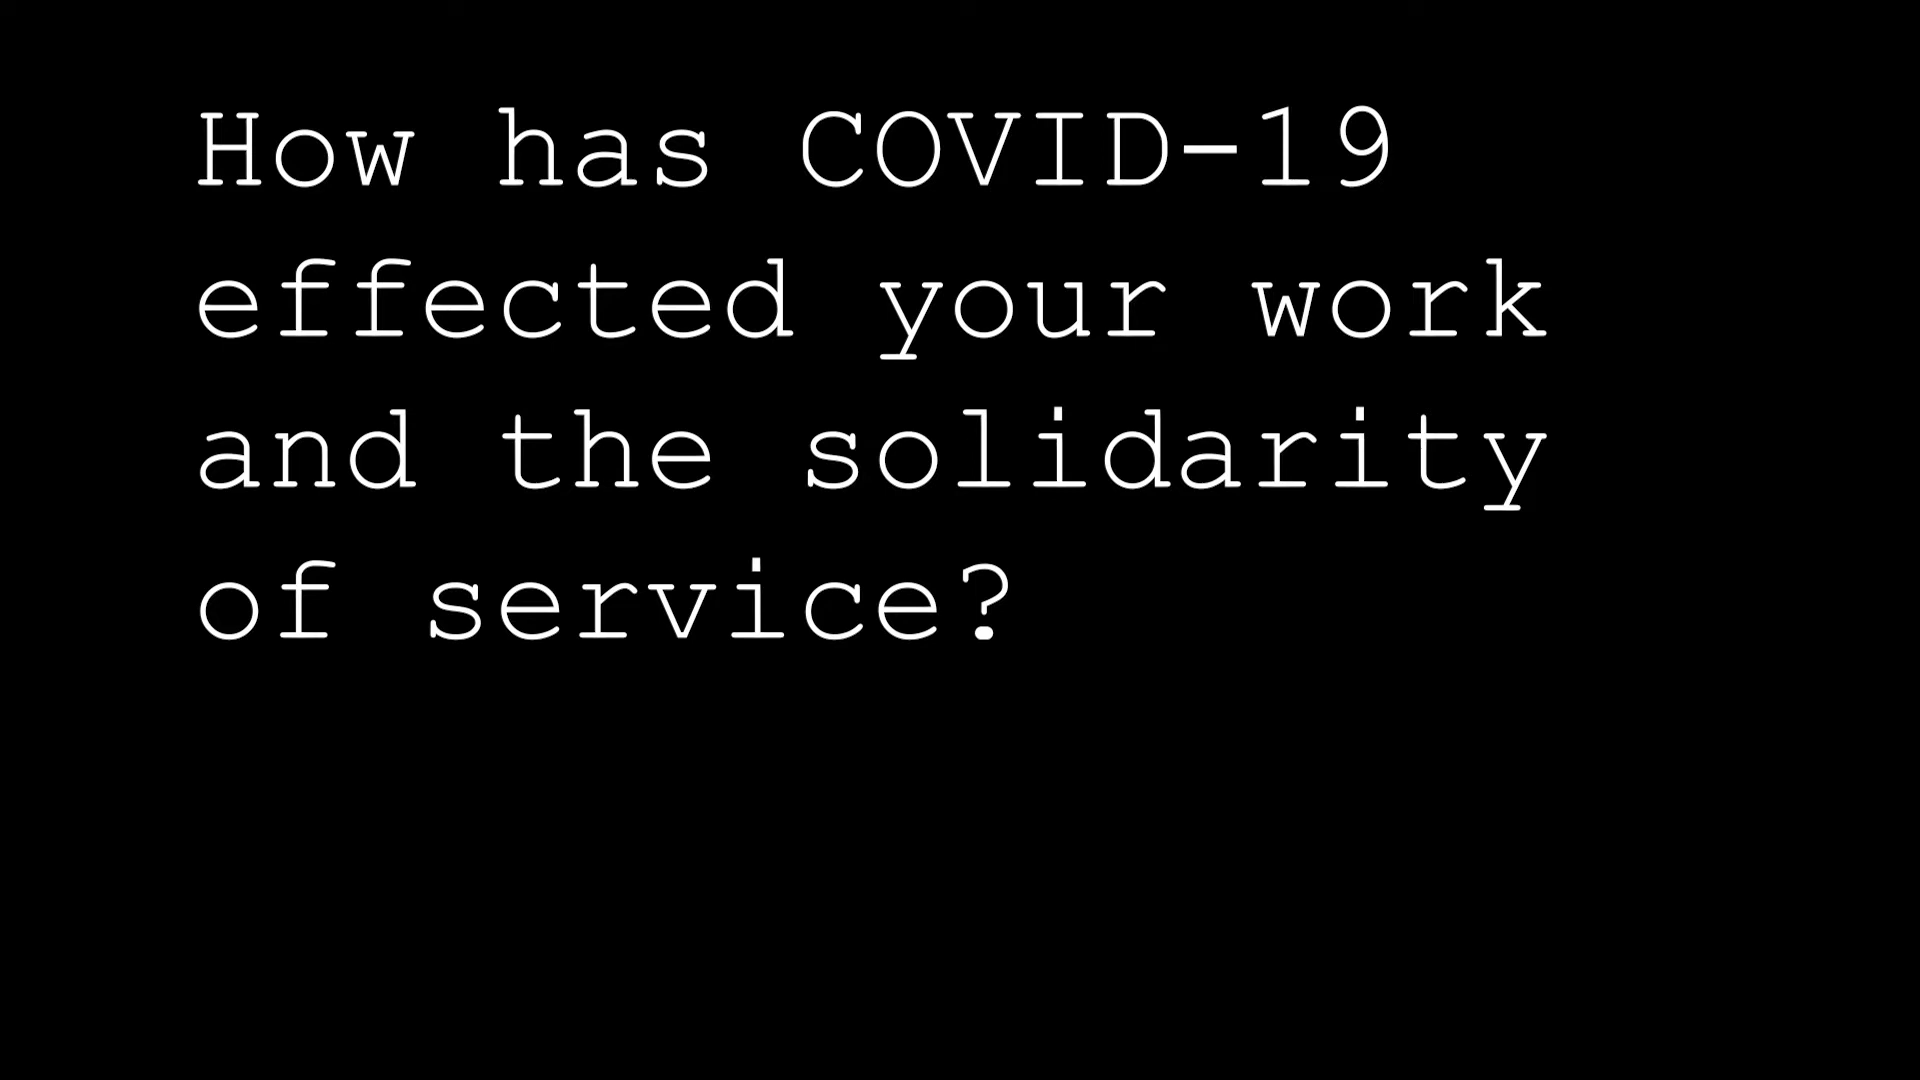 How has COVID-19
effected your work
and the solidarity
of service?